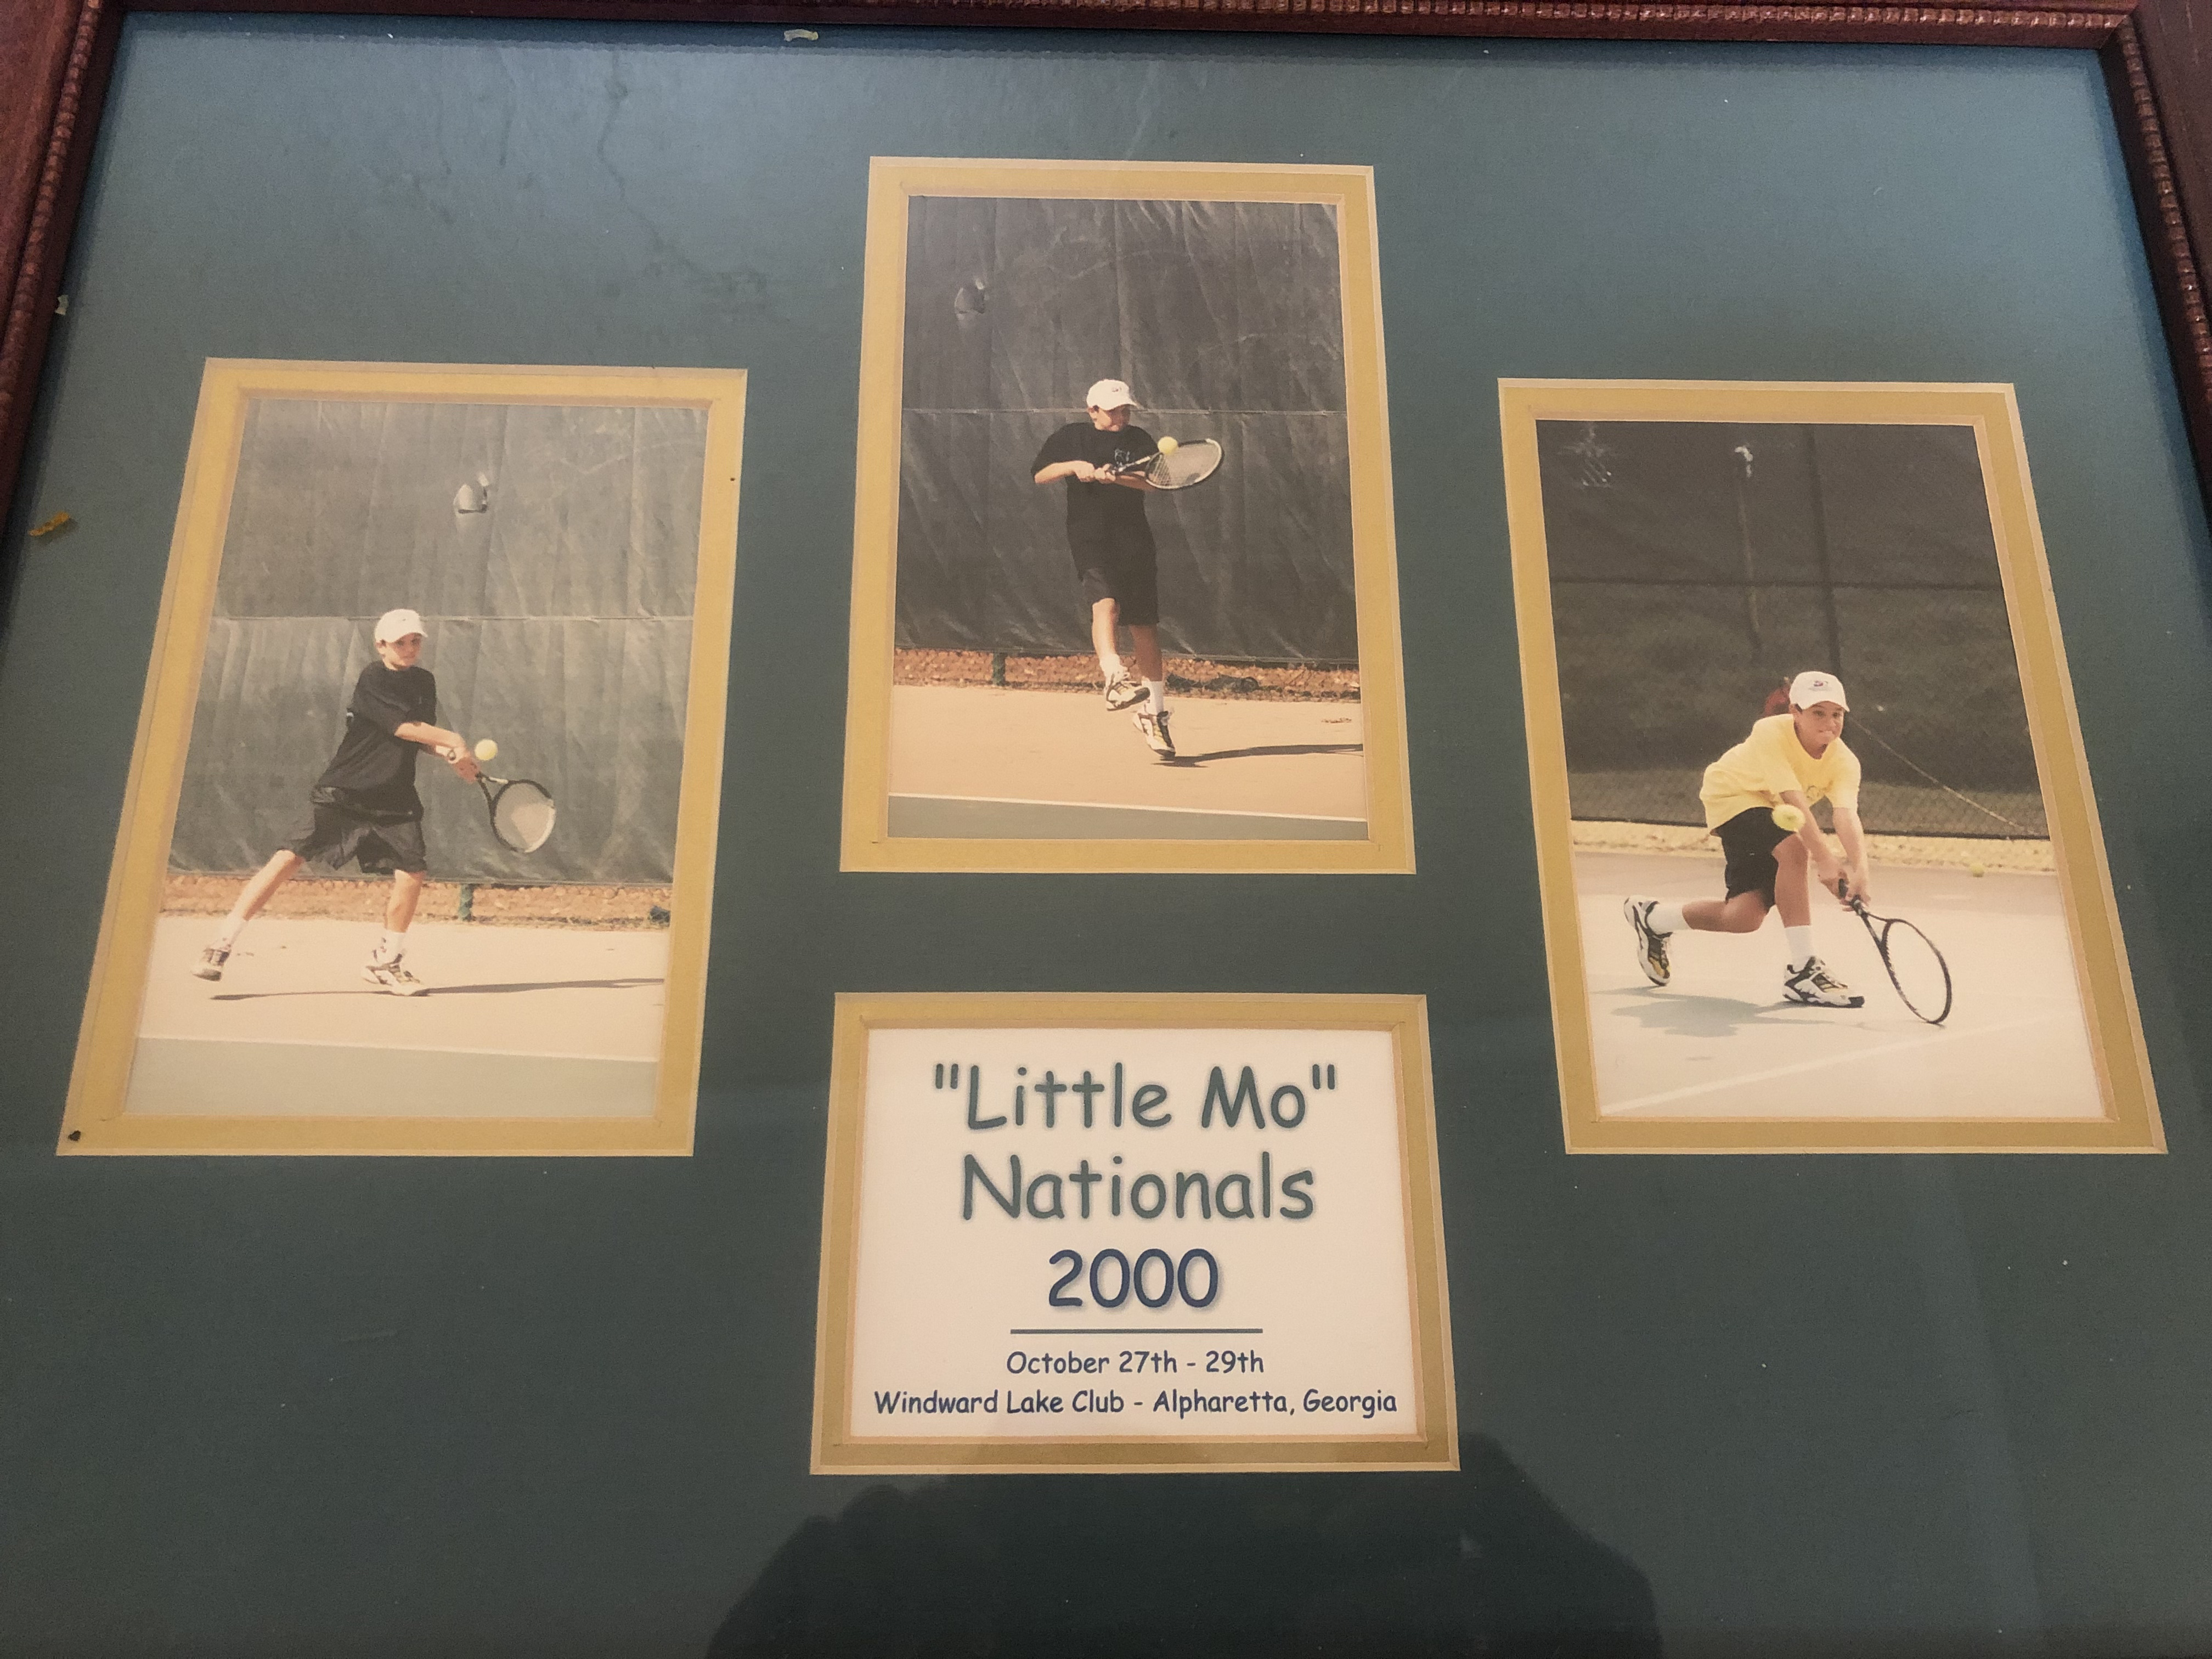 "Little Mo"
Nationals
2000
October 27th - 29th
Windward Lake Club - Alpharetta, Georgia